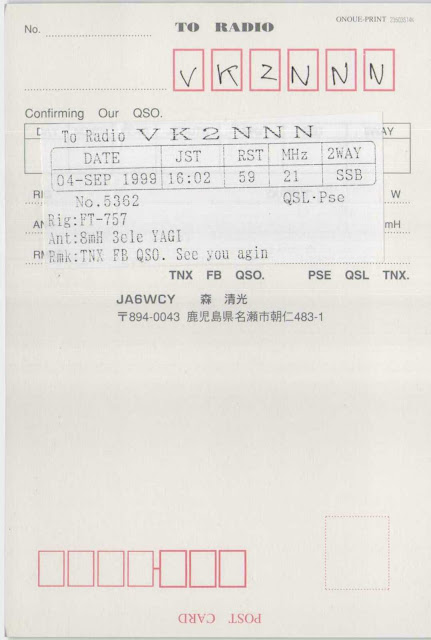 ONOUE-PRINT
No. TO RADIO
VK2NNN
Confirming Our QSO.
To Radio VK2NNN
DATE JST RST MHz 2WAY
04-SEP 1999 16:02 59 21 SSB
No.5362 QSL·Pse
W
Rig:FT-757
mH
Ant:8mH 3ele YAGI
Rmk:TNX FB QSO. See you agin
TNX FB QSO. PSE QSL TNX.
JA6WCY 森 清光
〒894-0043 鹿児島県名瀬市朝仁483-1
POST CARD